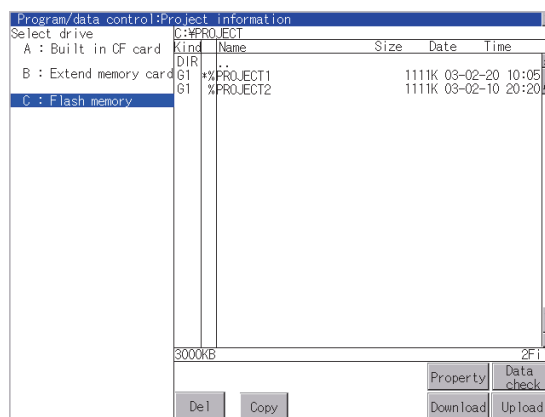 Program/data control:Project information
Select drive
A : Built in CF card
B : Extend memory card
C : Flash memory
C:¥PROJECT
Kind Name Size Date Time
DIR ..
G1 *%PROJECT1 1111K 03-02-20 10:05
G1 %PROJECT2 1111K 03-02-10 20:20
3000KB 2Fi
Property Data check
Del Copy Download Upload